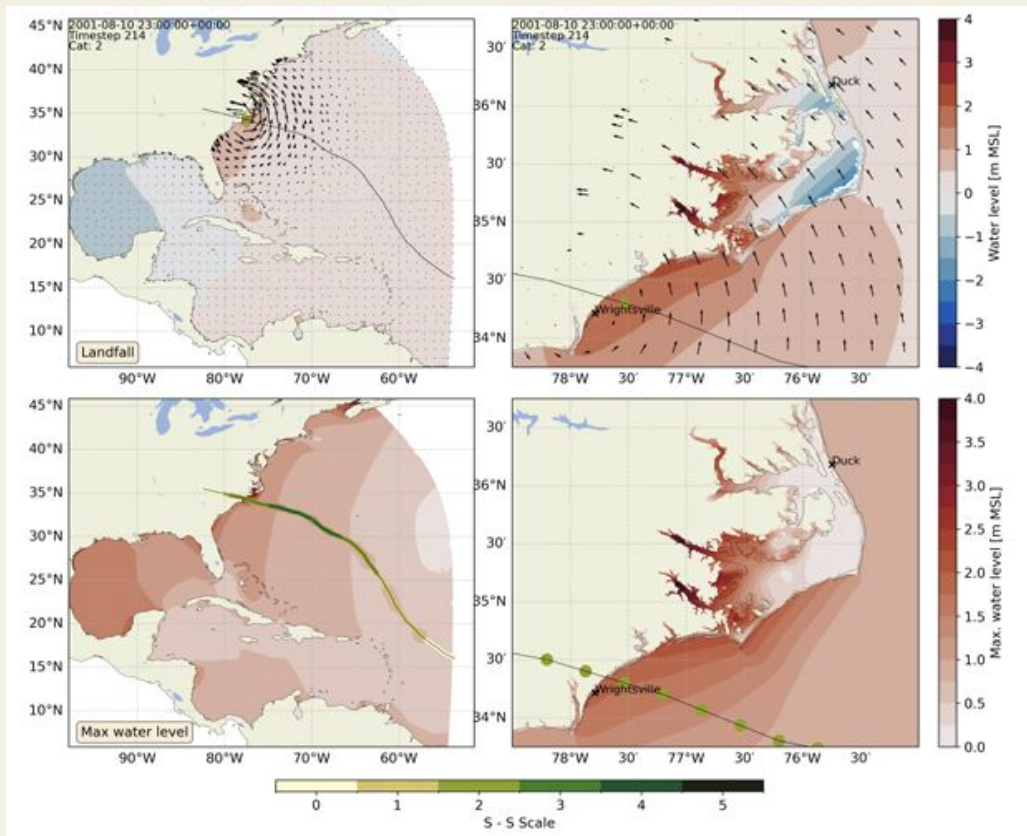 2001-08-10 23:00:00+00:00
Timestep 214
Cat: 2
45°N
40°N
35°N
30°N
25°N
20°N
15°N
10°N
90°W
80°W
70°W
60°W
Landfall
2001-08-10 23:00:00+00:00
Timestep 214
Cat: 2
30'
36°N
30'
35°N
30'
34°N
78°W
30'
77°W
30'
76°W
30'
Duck
Wrightsville
4
3
2
1
0
−1
−2
−3
−4
Water level [m MSL]
45°N
40°N
35°N
30°N
25°N
20°N
15°N
10°N
90°W
80°W
70°W
60°W
Max water level
30'
36°N
30'
35°N
30'
34°N
78°W
30'
77°W
30'
76°W
30'
Duck
Wrightsville
4.0
3.5
3.0
2.5
2.0
1.5
1.0
0.5
0.0
Max. water level [m MSL]
0
1
2
3
4
5
S - S Scale